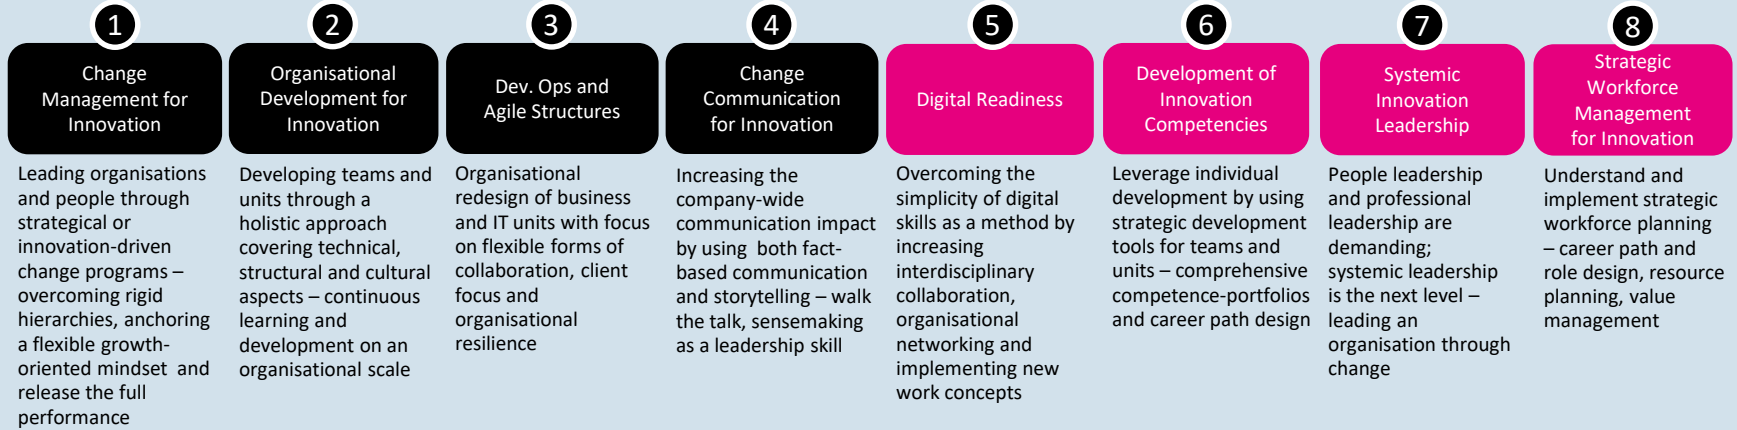 1
Change
Management for
Innovation
Leading organisations
and people through
strategical or
innovation-driven
change programs –
overcoming rigid
hierarchies, anchoring
a flexible growth-
oriented mindset and
release the full
performance
2
Organisational
Development for
Innovation
Developing teams and
units through a
holistic approach
covering technical,
structural and cultural
aspects – continuous
learning and
development on an
organisational scale
3
Dev. Ops and
Agile Structures
Organisational
redesign of business
and IT units with focus
on flexible forms of
collaboration, client
focus and
organisational
resilience
4
Change
Communication
for Innovation
Increasing the
company-wide
communication impact
by using both fact-
based communication
and storytelling – walk
the talk, sensemaking
as a leadership skill
5
Digital Readiness
Overcoming the
simplicity of digital
skills as a method by
increasing
interdisciplinary
collaboration,
organisational
networking and
implementing new
work concepts
6
Development of
Innovation
Competencies
Leverage individual
development by using
strategic development
tools for teams and
units – comprehensive
competence-portfolios
and career path design
7
Systemic
Innovation
Leadership
People leadership
and professional
leadership are
demanding;
systemic leadership
is the next level –
leading an
organisation through
change
8
Strategic
Workforce
Management
for Innovation
Understand and
implement strategic
workforce planning
– career path and
role design, resource
planning, value
management